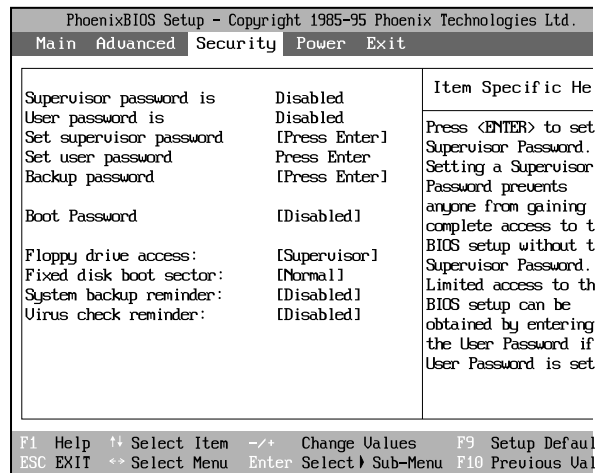 PhoenixBIOS Setup - Copyright 1985-95 Phoenix Technologies Ltd.
Main Advanced Security Power Exit
Supervisor password is Disabled
User password is Disabled
Set supervisor password [Press Enter]
Set user password Press Enter
Backup password [Press Enter]
Boot Password [Disabled]
Floppy drive access: [Supervisor]
Fixed disk boot sector: [Normal]
System backup reminder: [Disabled]
Virus check reminder: [Disabled]
Item Specific He
Press <ENTER> to set
Supervisor Password.
Setting a Supervisor
Password prevents
anyone from gaining
complete access to t
BIOS setup without t
Supervisor Password.
Limited access to th
BIOS setup can be
obtained by entering
the User Password if
User Password is set
F1 Help ↑↓ Select Item -/+ Change Values F9 Setup Defaul
ESC EXIT ↔ Select Menu Enter Select ▶ Sub-Menu F10 Previous Val